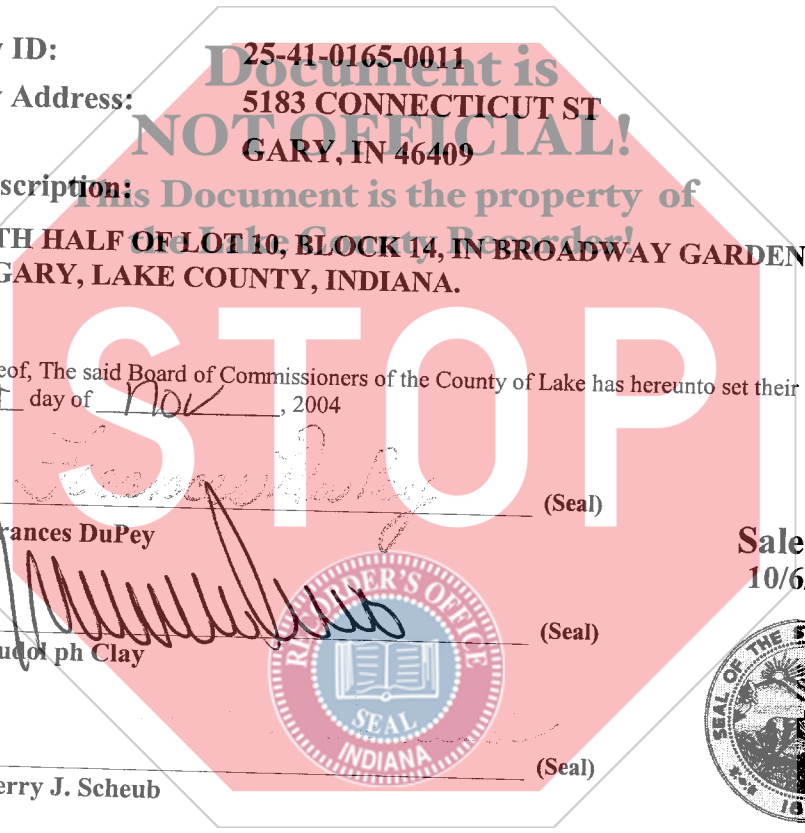 y ID: 25-41-0165-0011
Document is
y Address: 5183 CONNECTICUT ST
NOT OFFICIAL!
GARY, IN 46409
scription:
This Document is the property of
the Lake County Recorder!
TH HALF OF LOT 10, BLOCK 14, IN BROADWAY GARDEN
GARY, LAKE COUNTY, INDIANA.
STOP
eof, The said Board of Commissioners of the County of Lake has hereunto set their
day of Nov, 2004
(Seal)
rances DuPey
Sale
10/6
(Seal)
udol ph Clay
RECORDER'S OFFICE
SEAL
INDIANA
SEAL OF THE S
(Seal)
erry J. Scheub